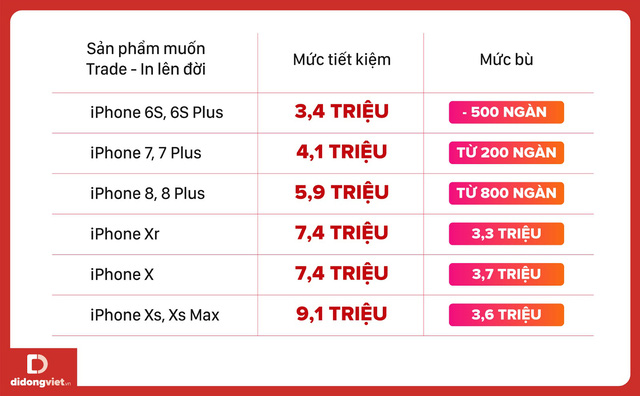 Sản phẩm muốn
Trade - In lên đời
Mức tiết kiệm
Mức bù
iPhone 6S, 6S Plus
3,4 TRIỆU
- 500 NGÀN
iPhone 7, 7 Plus
4,1 TRIỆU
TỪ 200 NGÀN
iPhone 8, 8 Plus
5,9 TRIỆU
TỪ 800 NGÀN
iPhone Xr
7,4 TRIỆU
3,3 TRIỆU
iPhone X
7,4 TRIỆU
3,7 TRIỆU
iPhone Xs, Xs Max
9,1 TRIỆU
3,6 TRIỆU
didongviet.vn